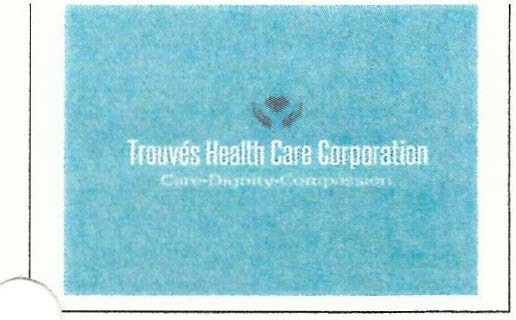 Trouvés Health Care Corporation
Care-Dignity-Compassion